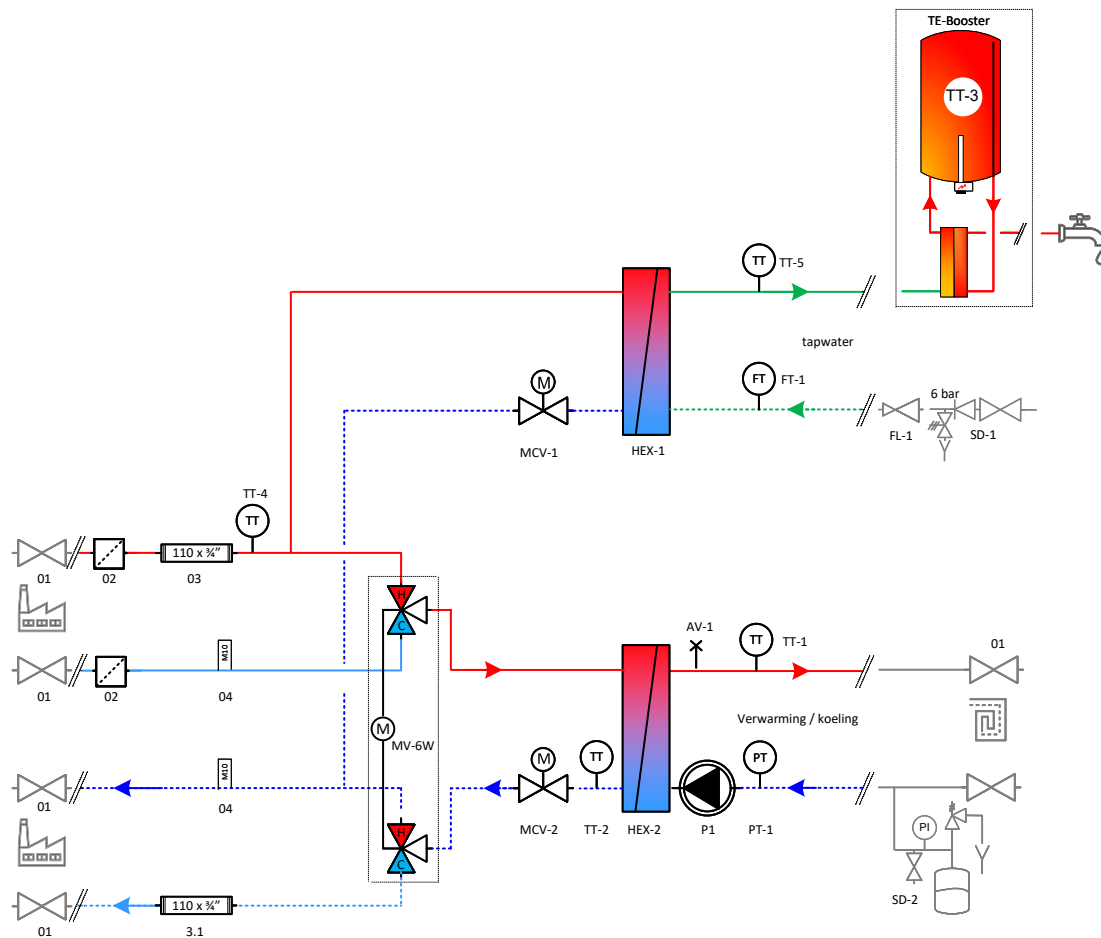 TE-Booster
TT-3
TT
TT-5
tapwater
FT
FT-1
6 bar
M
FL-1
SD-1
MCV-1
HEX-1
TT-4
TT
110 x ¾"
01
02
03
H
C
AV-1
TT
TT-1
01
M10
01
02
04
M
MV-6W
Verwarming / koeling
M
TT
PT
M10
01
04
MCV-2
TT-2
HEX-2
P1
PT-1
H
C
PI
SD-2
110 x ¾"
01
3.1